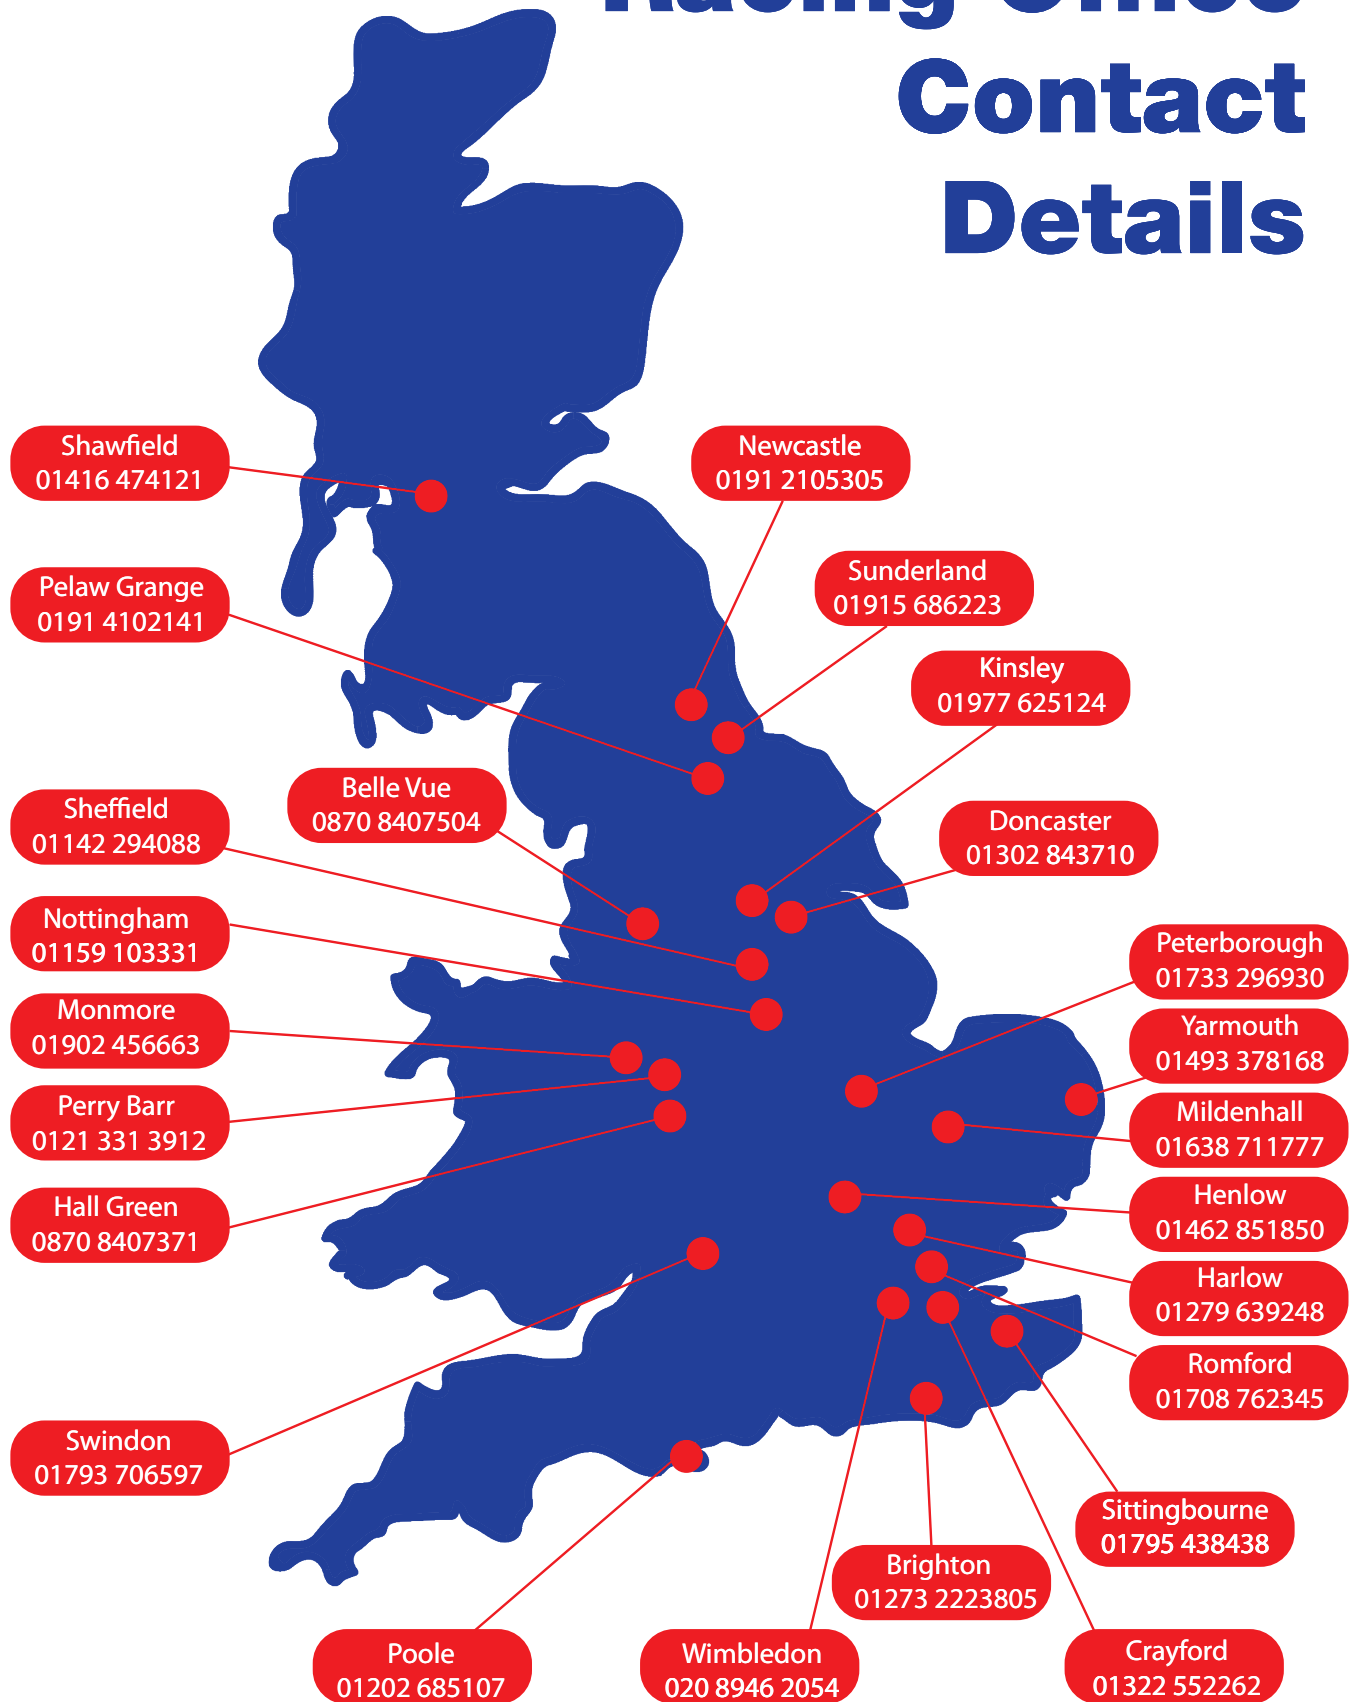 Racing Office
Contact
Details
Shawfield
01416 474121
Newcastle
0191 2105305
Sunderland
01915 686223
Pelaw Grange
0191 4102141
Kinsley
01977 625124
Belle Vue
0870 8407504
Sheffield
01142 294088
Doncaster
01302 843710
Nottingham
01159 103331
Peterborough
01733 296930
Monmore
01902 456663
Yarmouth
01493 378168
Perry Barr
0121 331 3912
Mildenhall
01638 711777
Hall Green
0870 8407371
Henlow
01462 851850
Harlow
01279 639248
Romford
01708 762345
Swindon
01793 706597
Sittingbourne
01795 438438
Brighton
01273 2223805
Poole
01202 685107
Wimbledon
020 8946 2054
Crayford
01322 552262